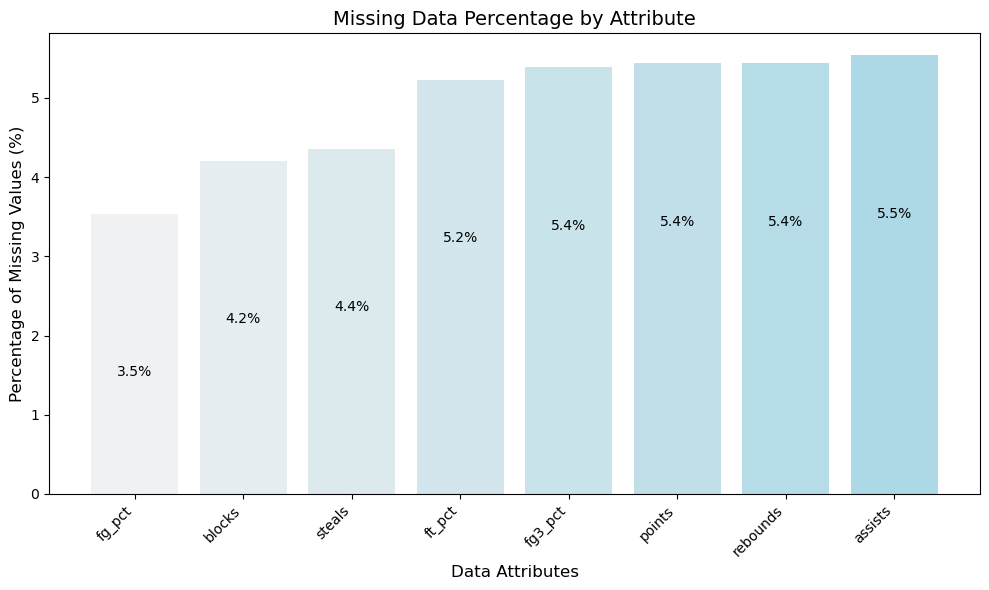 Missing Data Percentage by Attribute
Percentage of Missing Values (%)
5
4
3
2
1
0
3.5%
4.2%
4.4%
5.2%
5.4%
5.4%
5.4%
5.5%
fg_pct
blocks
steals
ft_pct
fg3_pct
points
rebounds
assists
Data Attributes